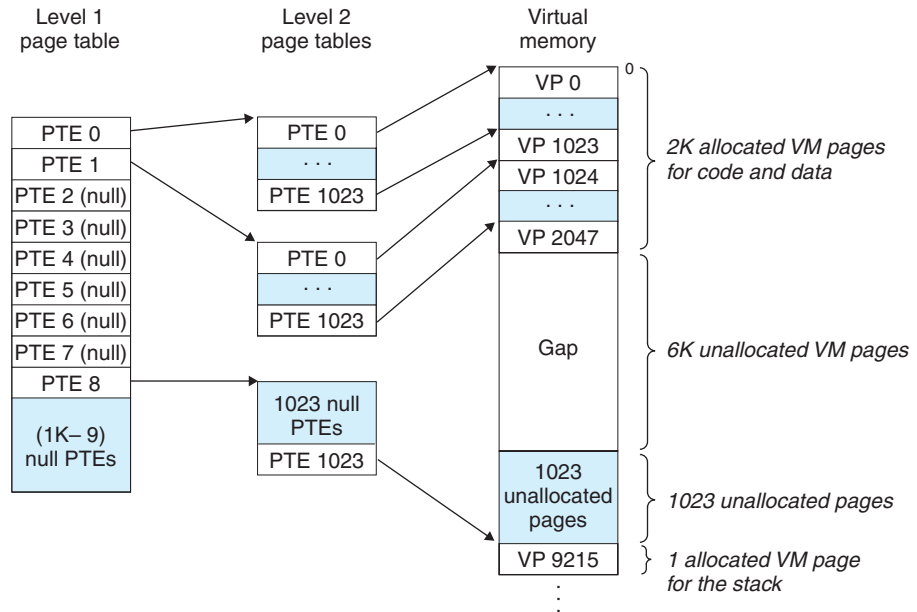 Level 1
page table
Level 2
page tables
Virtual
memory
PTE 0
PTE 1
PTE 2 (null)
PTE 3 (null)
PTE 4 (null)
PTE 5 (null)
PTE 6 (null)
PTE 7 (null)
PTE 8
(1K– 9)
null PTEs
PTE 0
. . .
PTE 1023
PTE 0
. . .
PTE 1023
1023 null
PTEs
PTE 1023
0
VP 0
. . .
VP 1023
VP 1024
. . .
VP 2047
Gap
1023
unallocated
pages
VP 9215
. . .
2K allocated VM pages
for code and data
6K unallocated VM pages
1023 unallocated pages
1 allocated VM page
for the stack